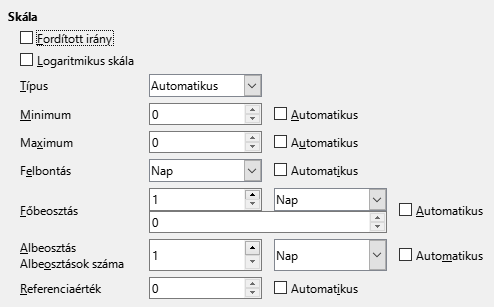 Skála
Fordított irány
Logaritmikus skála
Típus Automatikus
Minimum 0 Automatikus
Maximum 0 Automatikus
Felbontás Nap Automatikus
Főbeosztás 1 Nap Automatikus
0
Albeosztás
Albeosztások száma 1 Nap Automatikus
Referenciaérték 0 Automatikus